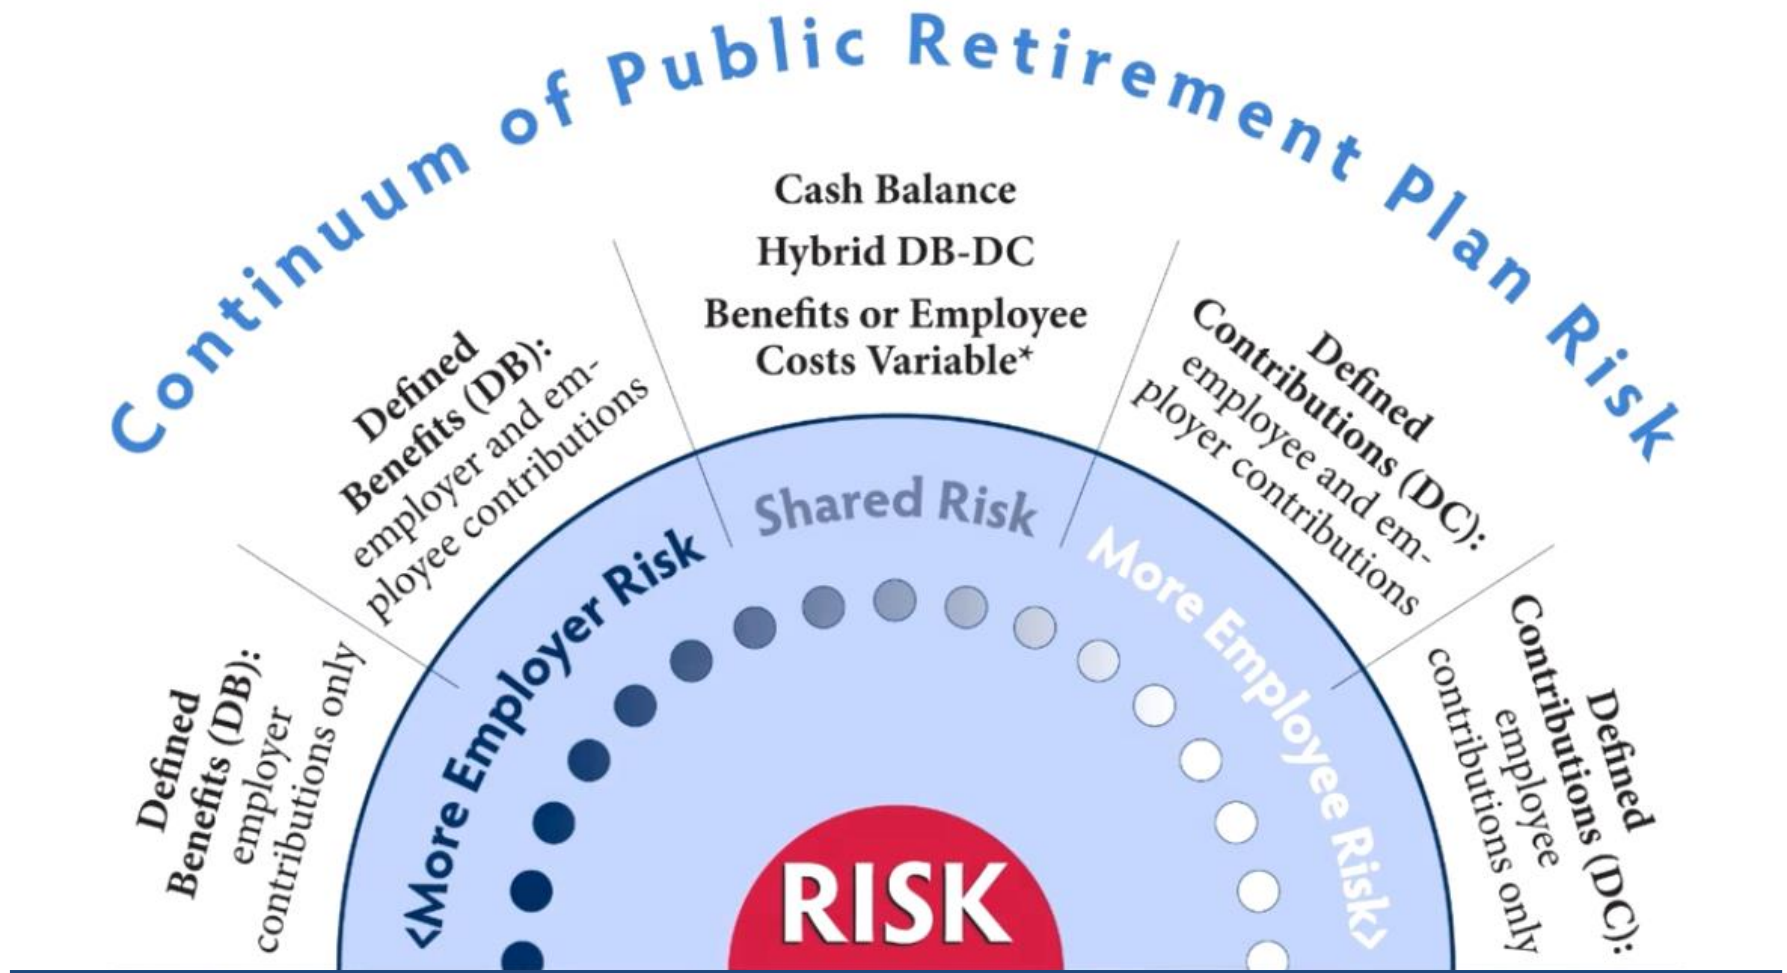 Continuum of Public Retirement Plan Risk
Defined
Benefits (DB):
employer
contributions only
Defined
Benefits (DB):
employer and em-
ployee contributions
Cash Balance
Hybrid DB-DC
Benefits or Employee
Costs Variable*
Defined
Contributions (DC):
employee and em-
ployer contributions
Defined
Contributions (DC):
employee
contributions only
<More Employer Risk
Shared Risk
More Employee Risk>
RISK